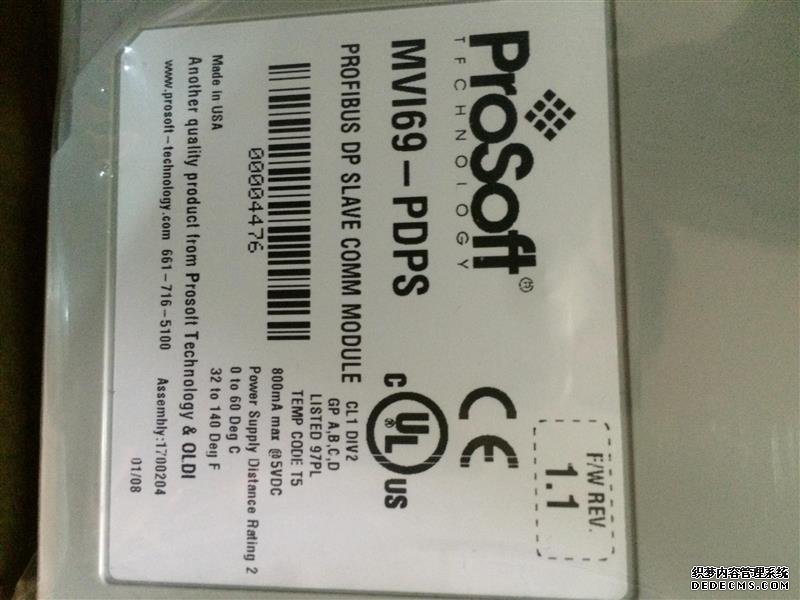 ProSoft®
TECHNOLOGY
CE
F/W REV.
1.1
MVI69-PDPS
C UL® US
PROFIBUS DP SLAVE COMM MODULE
CL1 DIV2
GP A,B,C,D
LISTED 97PL
TEMP CODE T5
00004476
800mA max @5VDC
Power Supply Distance Rating 2
0 to 60 Deg C
32 to 140 Deg F
Made in USA
Another quality product from Prosoft Technology & OLDI
www.prosoft-technology.com 661-716-5100
Assembly:1700204
01/08
织梦内容管理系统
DEDECMS.COM